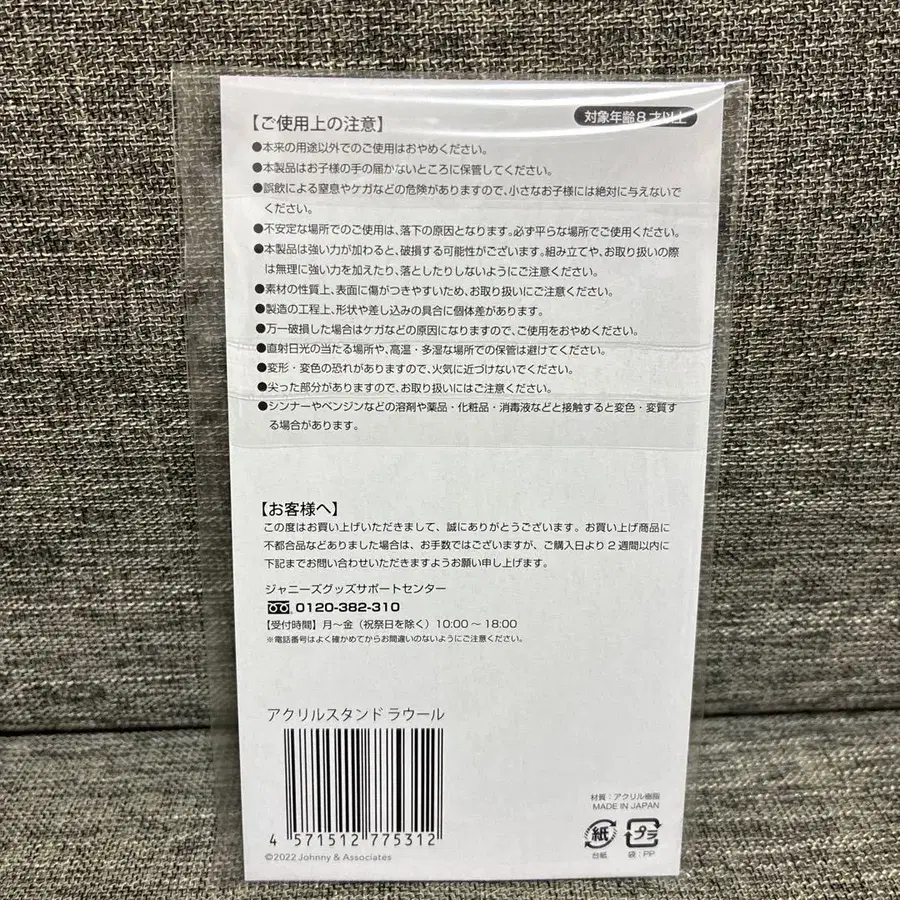 対象年齢8才以上
【ご使用上の注意】
●本来の用途以外でのご使用はおやめください。
●本製品はお子様の手の届かないところに保管してください。
●誤飲による窒息やケガなどの危険がありますので、小さなお子様には絶対に与えないで
ください。
●不安定な場所でのご使用は、落下の原因となります。必ず平らな場所でご使用ください。
●本製品は強い力が加わると、破損する可能性がございます。組み立てや、お取り扱いの際
は無理に強い力を加えたり、落としたりしないようにご注意ください。
●素材の性質上、表面に傷がつきやすいため、お取り扱いにご注意ください。
●製造の工程上、形状や差し込みの具合に個体差があります。
●万一破損した場合はケガなどの原因になりますので、ご使用をおやめください。
●直射日光の当たる場所や、高温・多湿な場所での保管は避けてください。
●変形・変色の恐れがありますので、火気に近づけないでください。
●尖った部分がありますので、お取り扱いにはご注意ください。
●シンナーやベンジンなどの溶剤や薬品・化粧品・消毒液などと接触すると変色・変質す
る場合があります。
【お客様へ】
この度はお買い上げいただきまして、誠にありがとうございます。お買い上げ商品に
不都合品などありました場合は、お手数ではございますが、ご購入日より2週間以内に
下記までお問い合わせいただきますようお願い申し上げます。
ジャニーズグッズサポートセンター
0120-382-310
【受付時間】月〜金（祝祭日を除く）10:00〜18:00
※電話番号はよく確かめてからお間違いのないようにご注意ください。
アクリルスタンド ラウール
4 571512 775312
©2022 Johnny & Associates
材質：アクリル樹脂
MADE IN JAPAN
紙 プラ
台紙 袋：PP